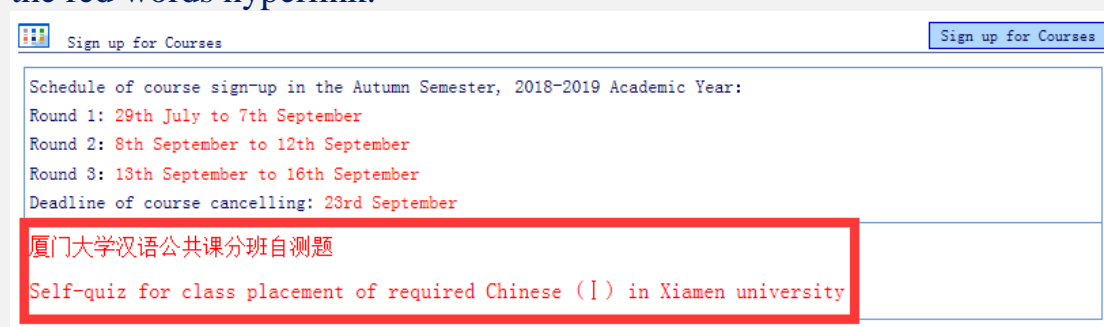 the red words hyperlink.
Sign up for Courses
Sign up for Courses
Schedule of course sign-up in the Autumn Semester, 2018-2019 Academic Year:
Round 1: 29th July to 7th September
Round 2: 8th September to 12th September
Round 3: 13th September to 16th September
Deadline of course cancelling: 23rd September
厦门大学汉语公共课分班自测题
Self-quiz for class placement of required Chinese (Ⅰ) in Xiamen university